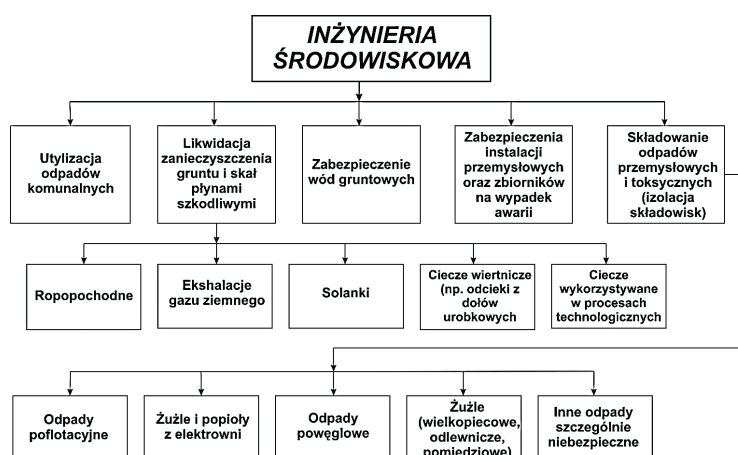 INŻYNIERIA
ŚRODOWISKOWA
Utylizacja
odpadów
komunalnych
Likwidacja
zanieczyszczenia
gruntu i skał
płynami
szkodliwymi
Zabezpieczenie
wód gruntowych
Zabezpieczenia
instalacji
przemysłowych
oraz zbiorników
na wypadek
awarii
Składowanie
odpadów
przemysłowych
i toksycznych
(izolacja
składowisk)
Ropopochodne
Ekshalacje
gazu ziemnego
Solanki
Ciecze wiertnicze
(np. odcieki z
dołów
urobkowych
Ciecze
wykorzystywane
w procesach
technologicznych
Odpady
poflotacyjne
Żużle i popioły
z elektrowni
Odpady
powęglowe
Żużle
(wielkopiecowe,
odlewnicze,
pomiedziowe)
Inne odpady
szczególnie
niebezpieczne